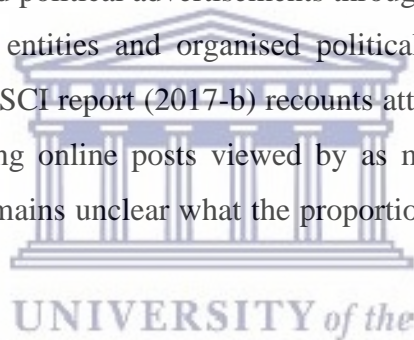 d political advertisements through
entities and organised political
SCI report (2017-b) recounts att
ng online posts viewed by as m
mains unclear what the proportio
UNIVERSITY of the